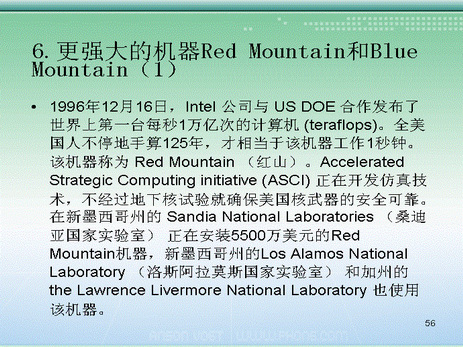 6.更强大的机器Red Mountain和Blue
Mountain（1）
• 1996年12月16日，Intel 公司与 US DOE 合作发布了
世界上第一台每秒1万亿次的计算机 (teraflops)。全美
国人不停地手算125年，才相当于该机器工作1秒钟。
该机器称为 Red Mountain （红山）。Accelerated
Strategic Computing initiative (ASCI) 正在开发仿真技
术，不经过地下核试验就确保美国核武器的安全可靠。
在新墨西哥州的 Sandia National Laboratories （桑迪
亚国家实验室） 正在安装5500万美元的Red
Mountain机器，新墨西哥州的Los Alamos National
Laboratory （洛斯阿拉莫斯国家实验室） 和加州的
the Lawrence Livermore National Laboratory 也使用
该机器。
56